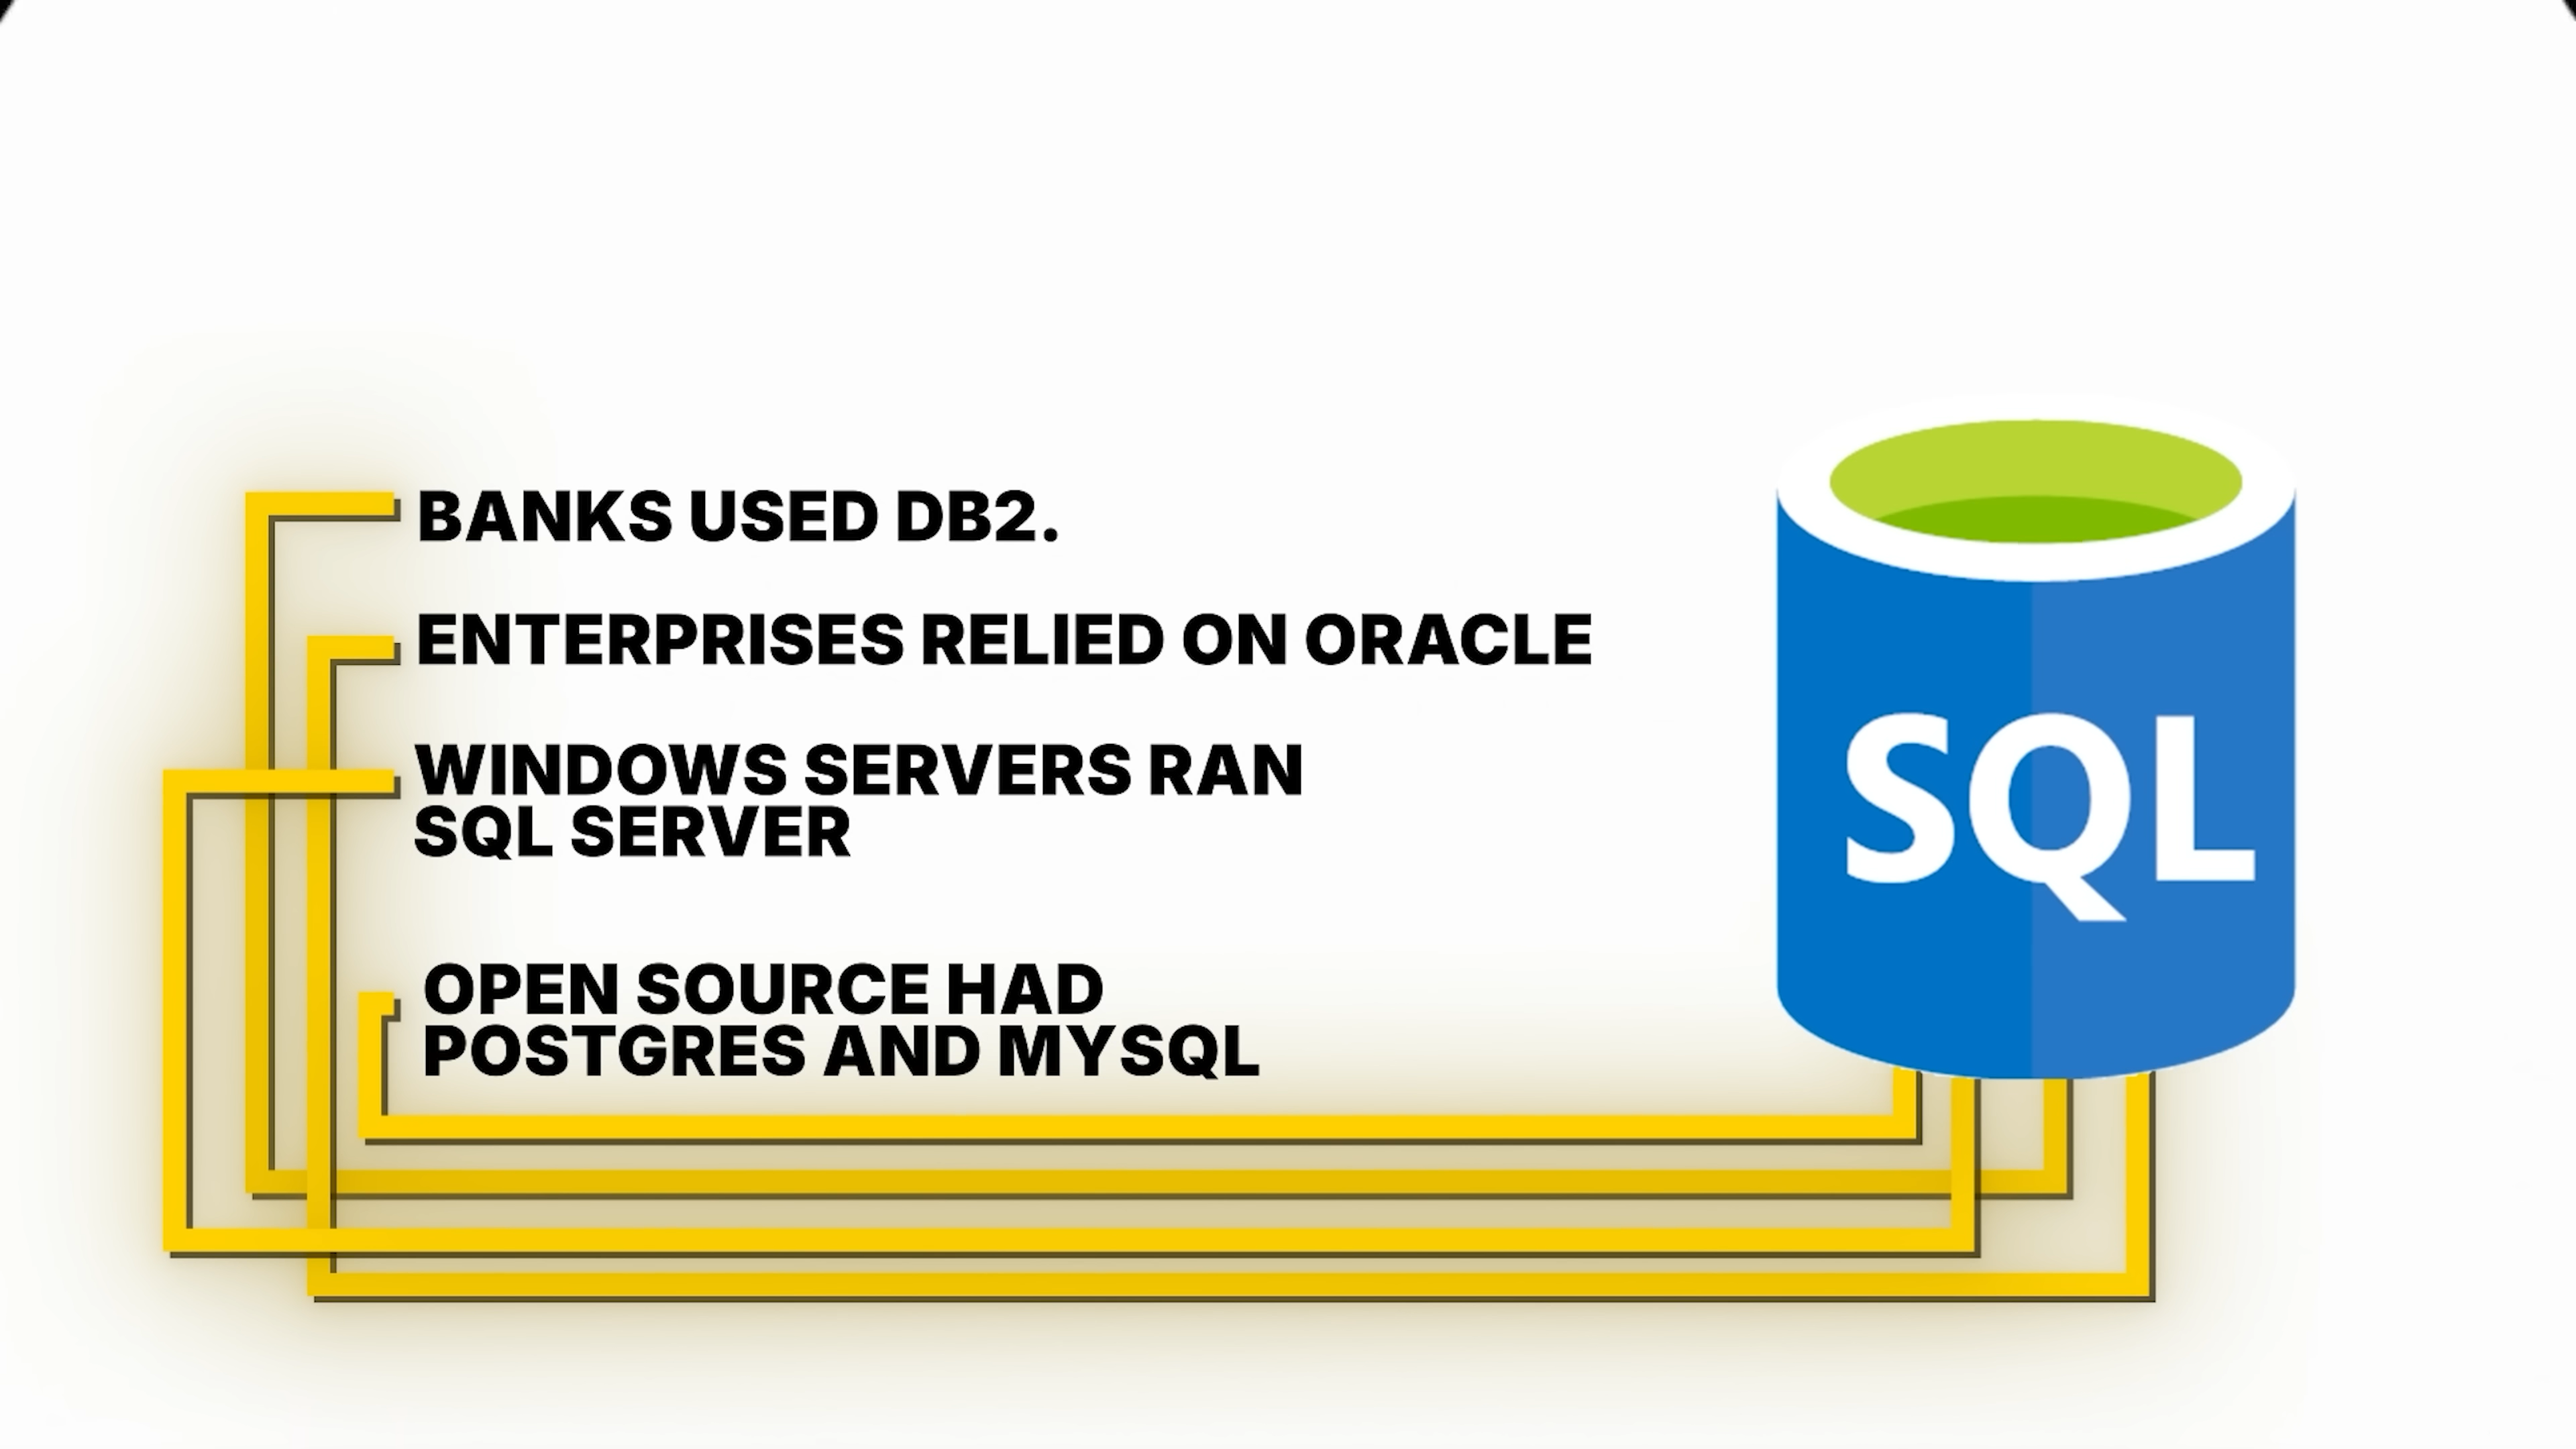 BANKS USED DB2.
ENTERPRISES RELIED ON ORACLE
WINDOWS SERVERS RAN
SQL SERVER
OPEN SOURCE HAD
POSTGRES AND MYSQL
SQL